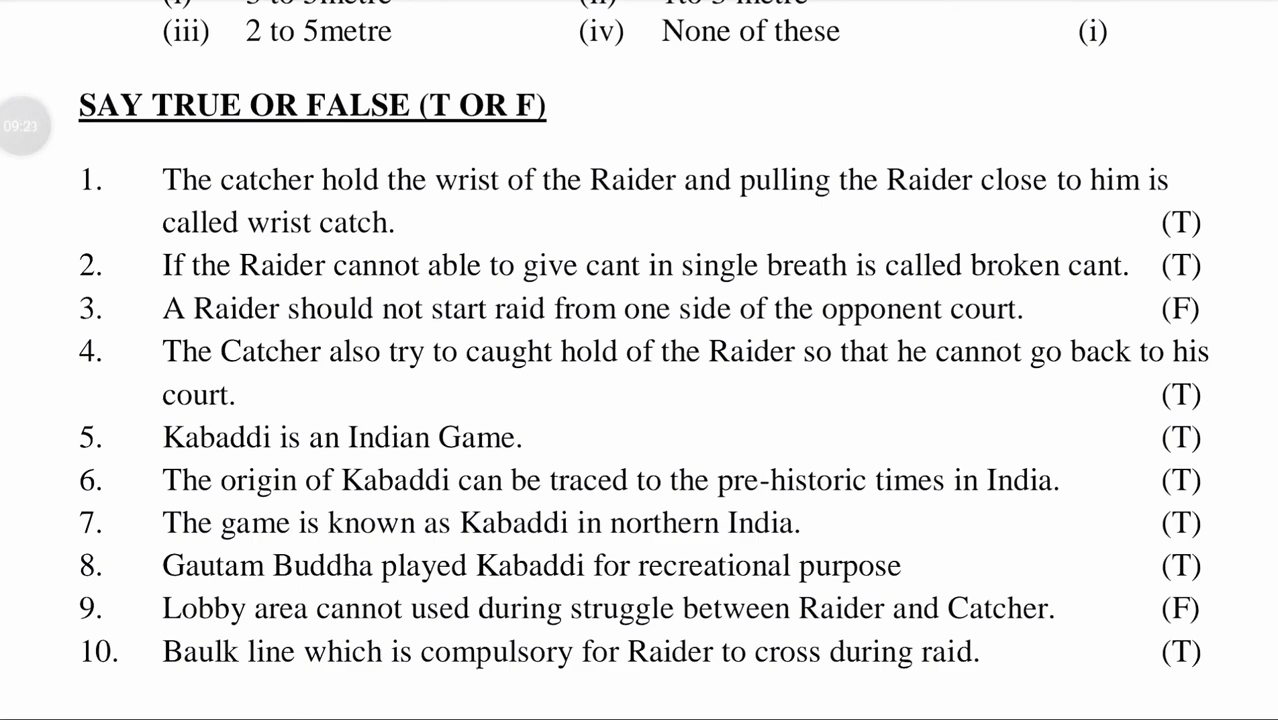 (iii) 2 to 5metre (iv) None of these (i)
SAY TRUE OR FALSE (T OR F)
09:21
1. The catcher hold the wrist of the Raider and pulling the Raider close to him is
called wrist catch. (T)
2. If the Raider cannot able to give cant in single breath is called broken cant. (T)
3. A Raider should not start raid from one side of the opponent court. (F)
4. The Catcher also try to caught hold of the Raider so that he cannot go back to his
court. (T)
5. Kabaddi is an Indian Game. (T)
6. The origin of Kabaddi can be traced to the pre-historic times in India. (T)
7. The game is known as Kabaddi in northern India. (T)
8. Gautam Buddha played Kabaddi for recreational purpose (T)
9. Lobby area cannot used during struggle between Raider and Catcher. (F)
10. Baulk line which is compulsory for Raider to cross during raid. (T)